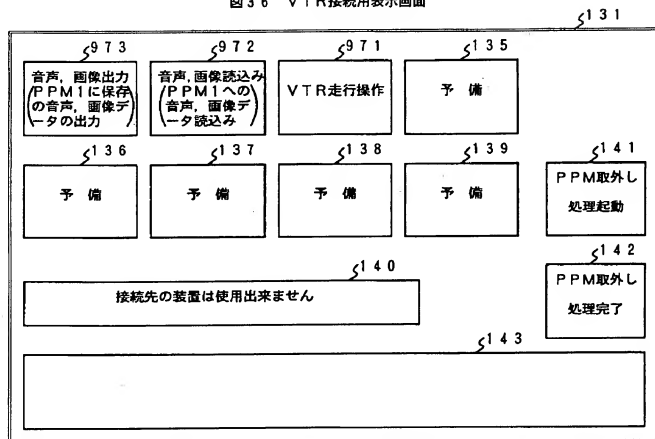 図36 VTR接続用表示画面
131
973
972
971
135
音声,画像出力
(PPM1に保存
の音声,画像デ
ータの出力)
音声,画像読込み
(PPM1への
音声,画像デ
ータ読込み)
VTR走行操作
予備
136
137
138
139
141
予備
予備
予備
予備
PPM取外し
処理起動
140
142
接続先の装置は使用出来ません
PPM取外し
処理完了
143